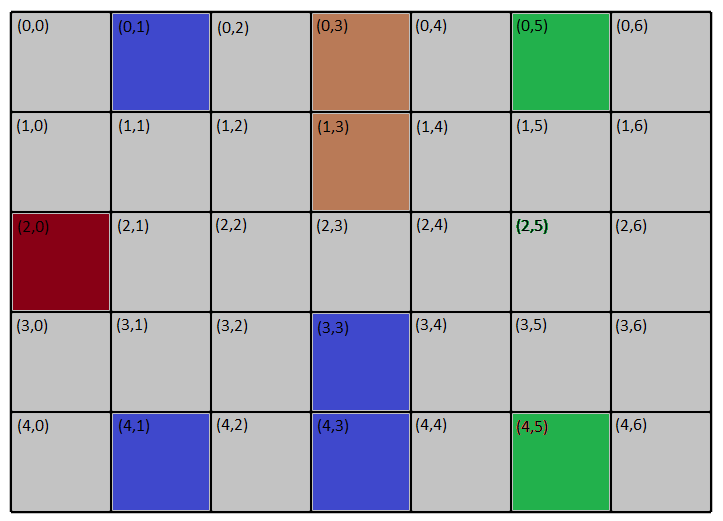 (0,0) (0,1) (0,2) (0,3) (0,4) (0,5) (0,6)
(1,0) (1,1) (1,2) (1,3) (1,4) (1,5) (1,6)
(2,0) (2,1) (2,2) (2,3) (2,4) (2,5) (2,6)
(3,0) (3,1) (3,2) (3,3) (3,4) (3,5) (3,6)
(4,0) (4,1) (4,2) (4,3) (4,4) (4,5) (4,6)